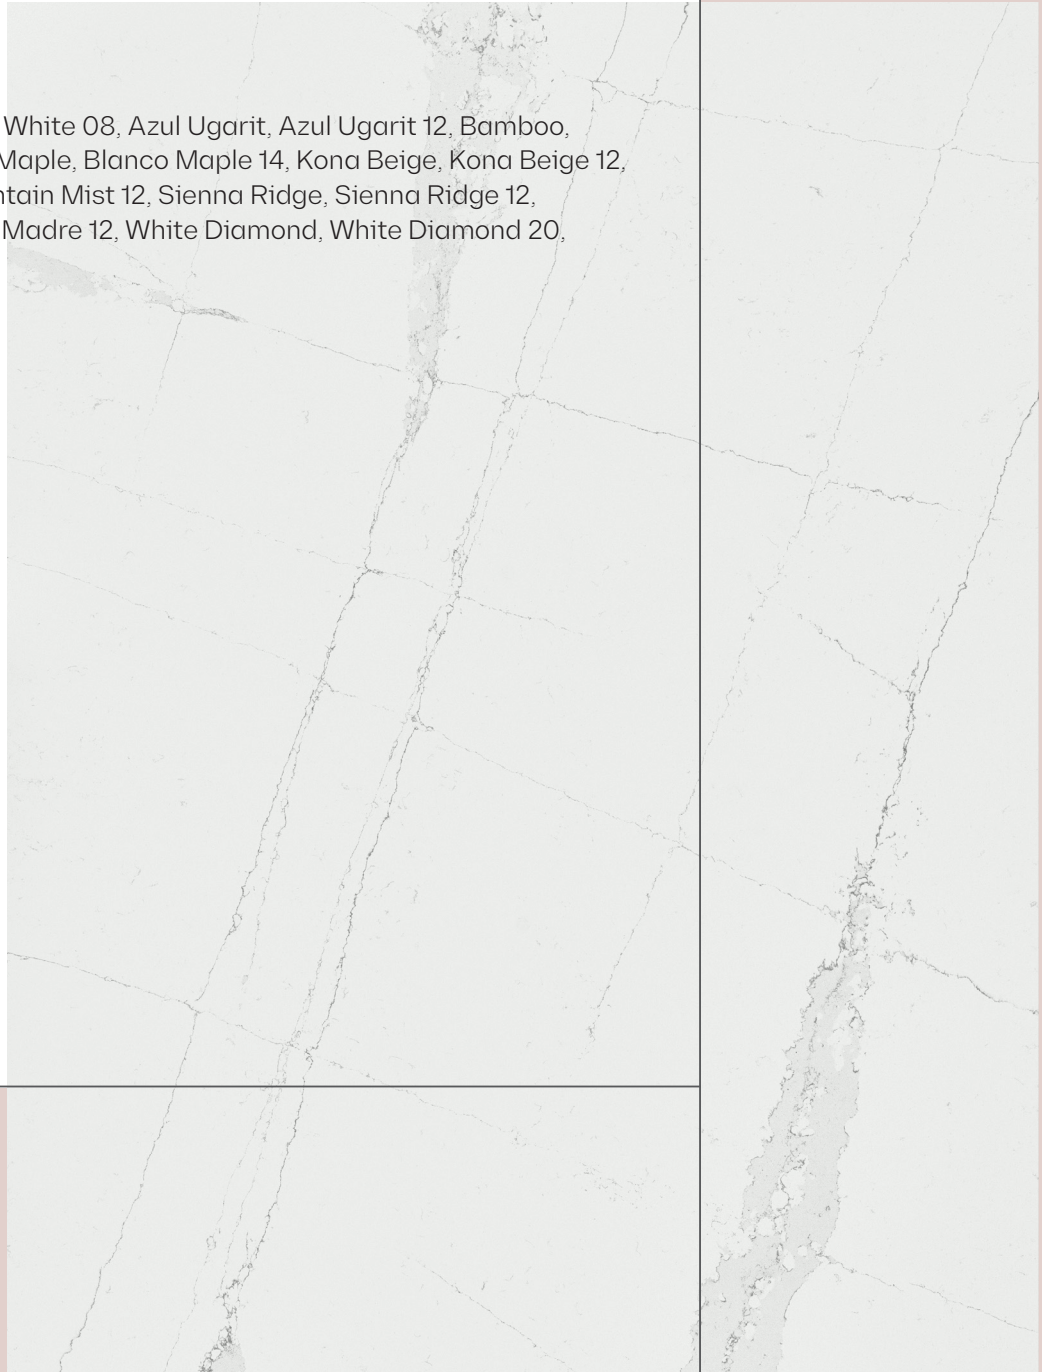 White 08, Azul Ugarit, Azul Ugarit 12, Bamboo,
Maple, Blanco Maple 14, Kona Beige, Kona Beige 12,
ntain Mist 12, Sienna Ridge, Sienna Ridge 12,
Madre 12, White Diamond, White Diamond 20,